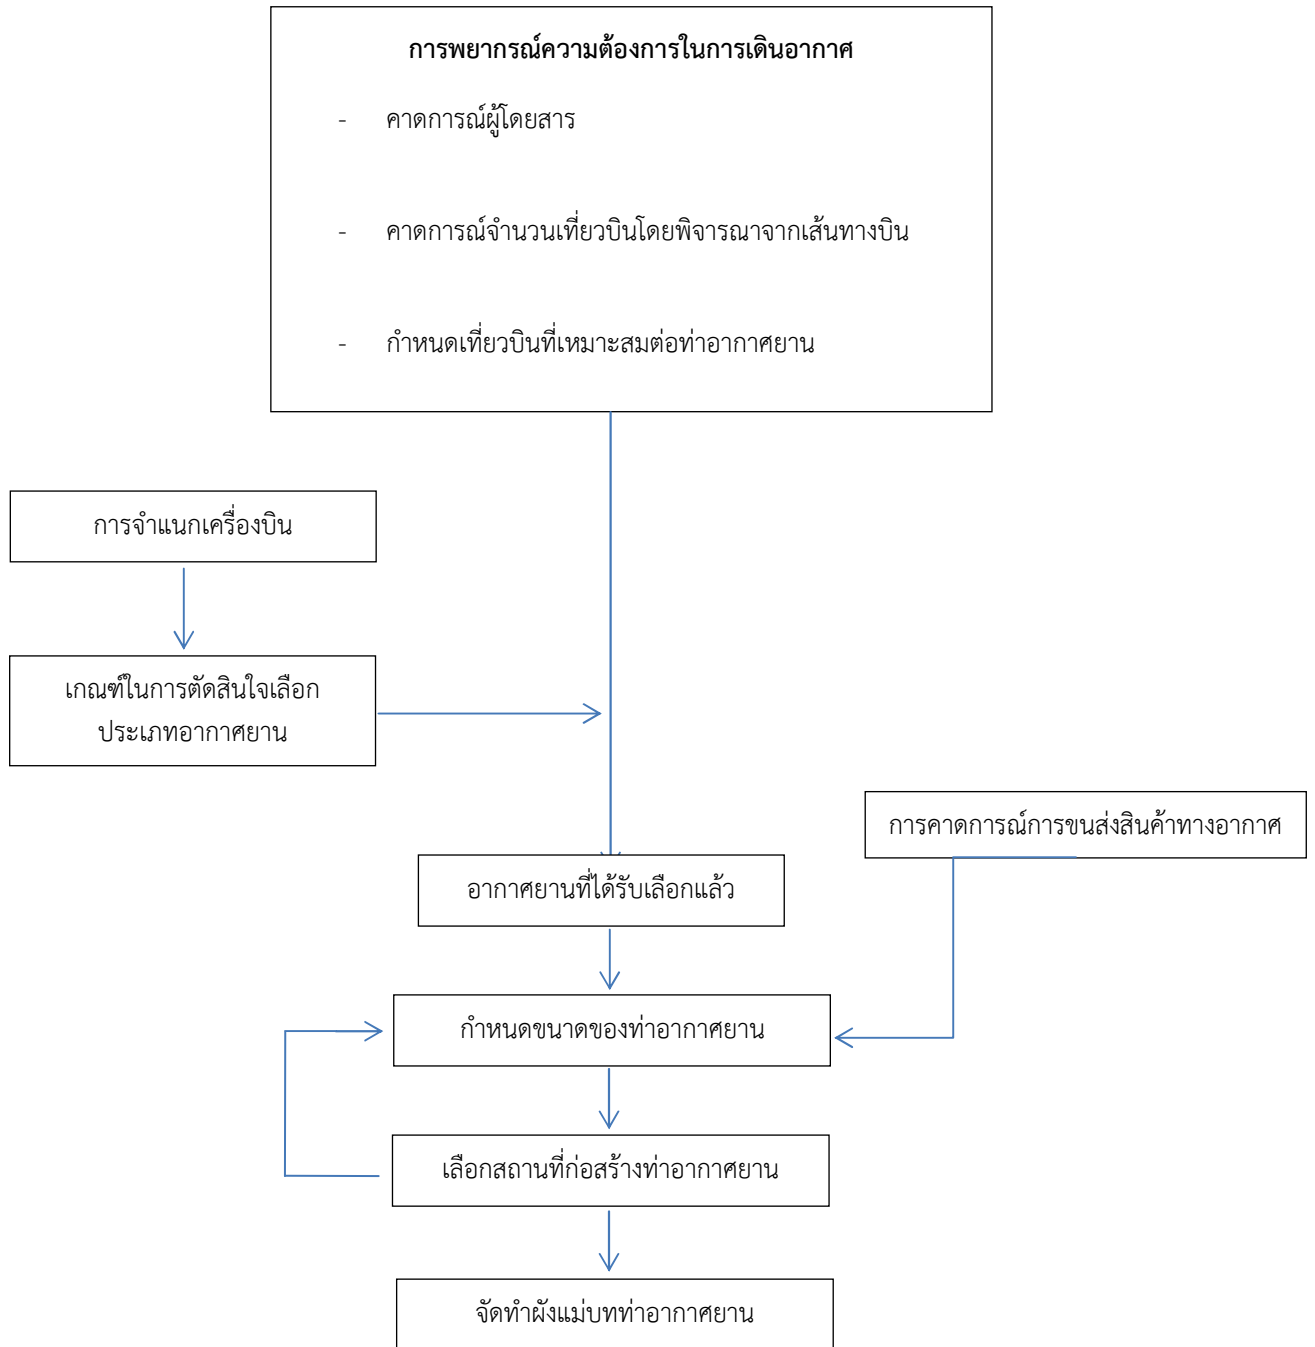 การพยากรณ์ความต้องการในการเดินอากาศ
- คาดการณ์ผู้โดยสาร
- คาดการณ์จำนวนเที่ยวบินโดยพิจารณาจากเส้นทางบิน
- กำหนดเที่ยวบินที่เหมาะสมต่อท่าอากาศยาน
การจำแนกเครื่องบิน
เกณฑ์ในการตัดสินใจเลือก
ประเภทอากาศยาน
การคาดการณ์การขนส่งสินค้าทางอากาศ
อากาศยานที่ได้รับเลือกแล้ว
กำหนดขนาดของท่าอากาศยาน
เลือกสถานที่ก่อสร้างท่าอากาศยาน
จัดทำผังแม่บทท่าอากาศยาน